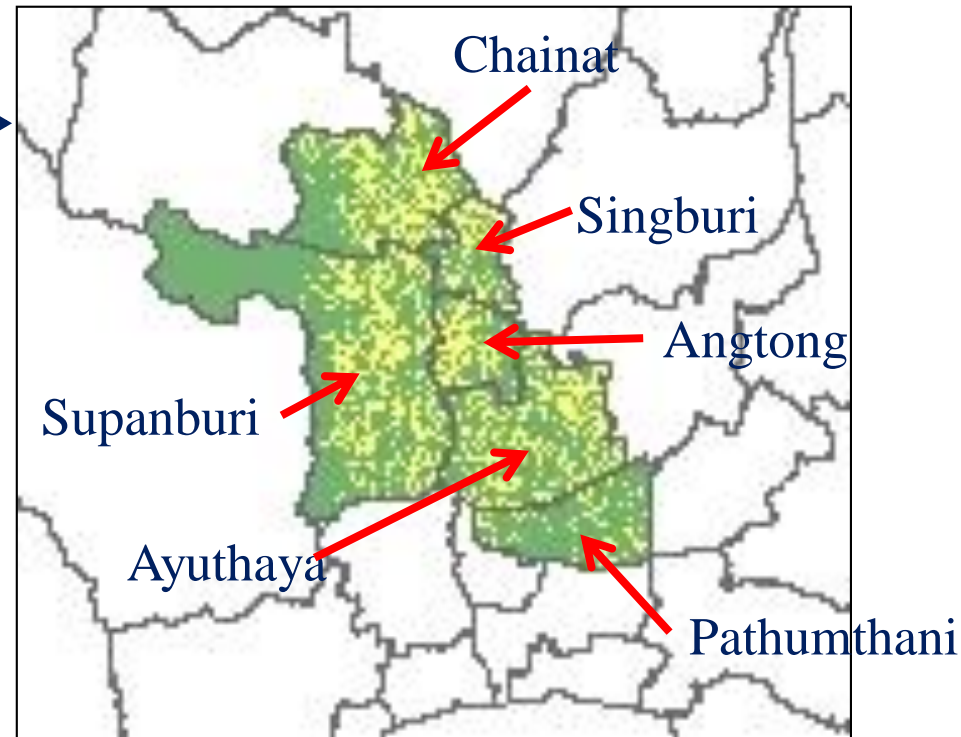 Chainat
Singburi
Angtong
Supanburi
Ayuthaya
Pathumthani